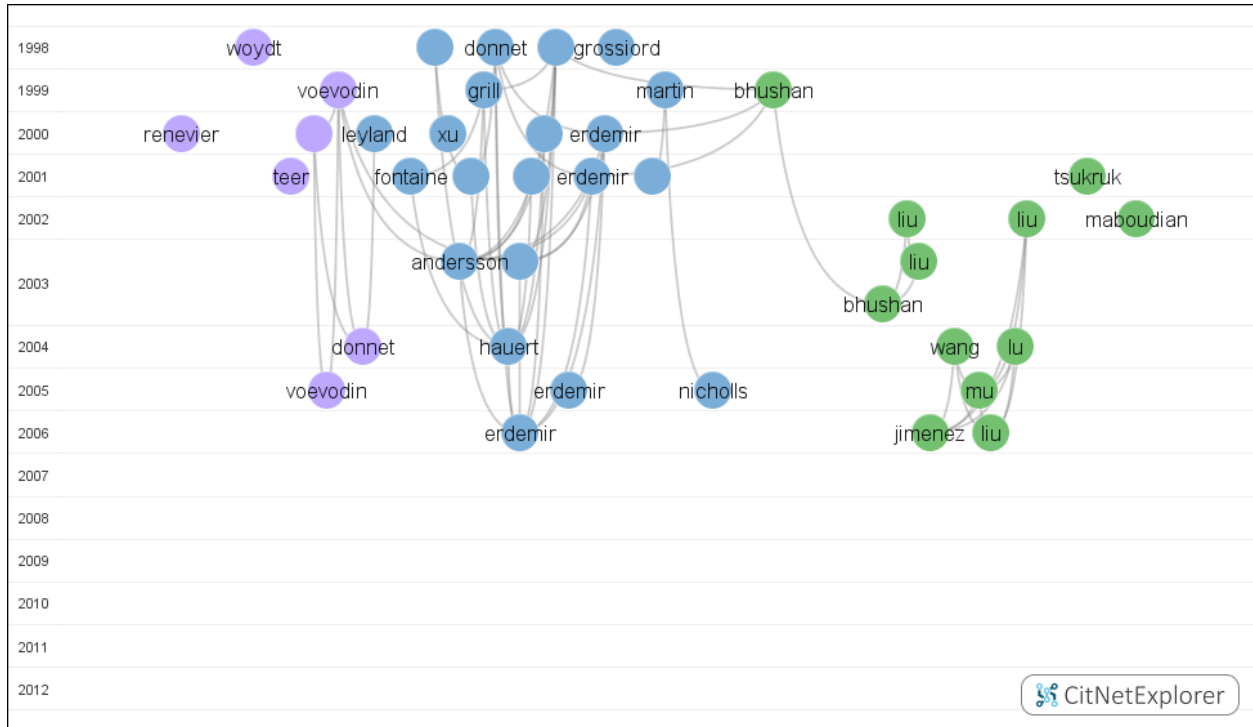 1998 woydt donnet grossiord
1999 voevodin grill martin bhushan
2000 renevier leyland xu erdemir
2001 teer fontaine erdemir tsukruk
2002 liu liu maboudian
andersson liu
2003
bhushan
2004 donnet hauert wang lu
2005 voevodin erdemir nicholls mu
2006 erdemir jimenez liu
2007
2008
2009
2010
2011
2012
CitNetExplorer